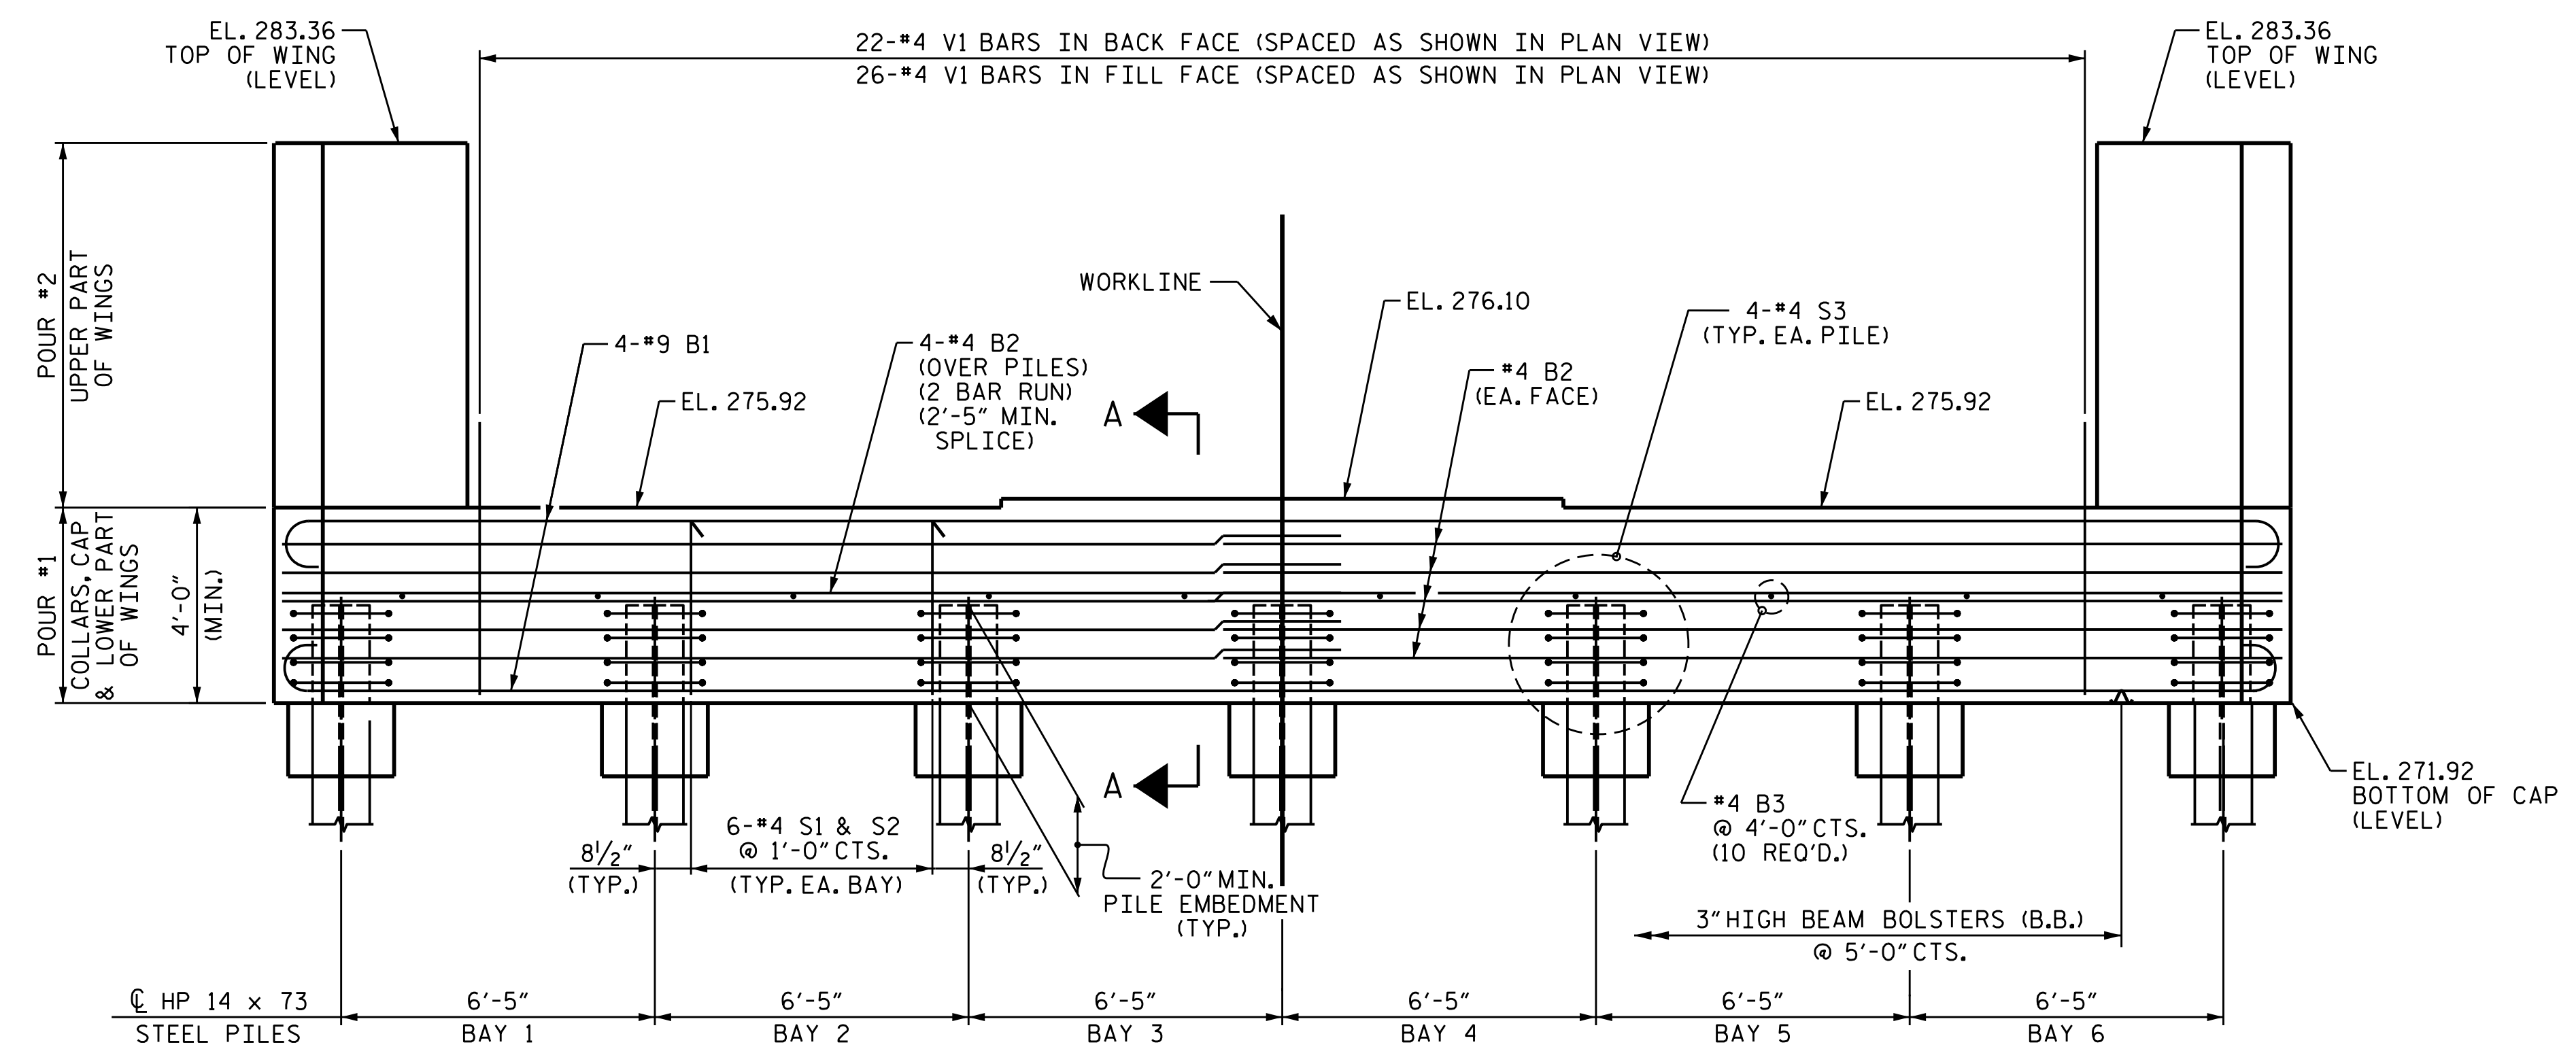 EL. 283.36
TOP OF WING
(LEVEL)
22-#4 V1 BARS IN BACK FACE (SPACED AS SHOWN IN PLAN VIEW)
26-#4 V1 BARS IN FILL FACE (SPACED AS SHOWN IN PLAN VIEW)
EL. 283.36
TOP OF WING
(LEVEL)
POUR #2
UPPER PART
OF WINGS
WORKLINE
EL. 276.10
4-#4 S3
(TYP. EA. PILE)
4-#9 B1
4-#4 B2
(OVER PILES)
(2 BAR RUN)
(2'-5" MIN.
SPLICE)
#4 B2
(EA. FACE)
EL. 275.92
A
EL. 275.92
POUR #1
COLLARS, CAP
& LOWER PART
OF WINGS
4'-0"
(MIN.)
A
EL. 271.92
BOTTOM OF CAP
(LEVEL)
8½"
(TYP.)
6-#4 S1 & S2
@ 1'-0" CTS.
(TYP. EA. BAY)
8½"
(TYP.)
2'-0" MIN.
PILE EMBEDMENT
(TYP.)
#4 B3
@ 4'-0" CTS.
(10 REQ'D.)
3" HIGH BEAM BOLSTERS (B.B.)
@ 5'-0" CTS.
℄ HP 14 x 73
STEEL PILES
6'-5"
BAY 1
6'-5"
BAY 2
6'-5"
BAY 3
6'-5"
BAY 4
6'-5"
BAY 5
6'-5"
BAY 6